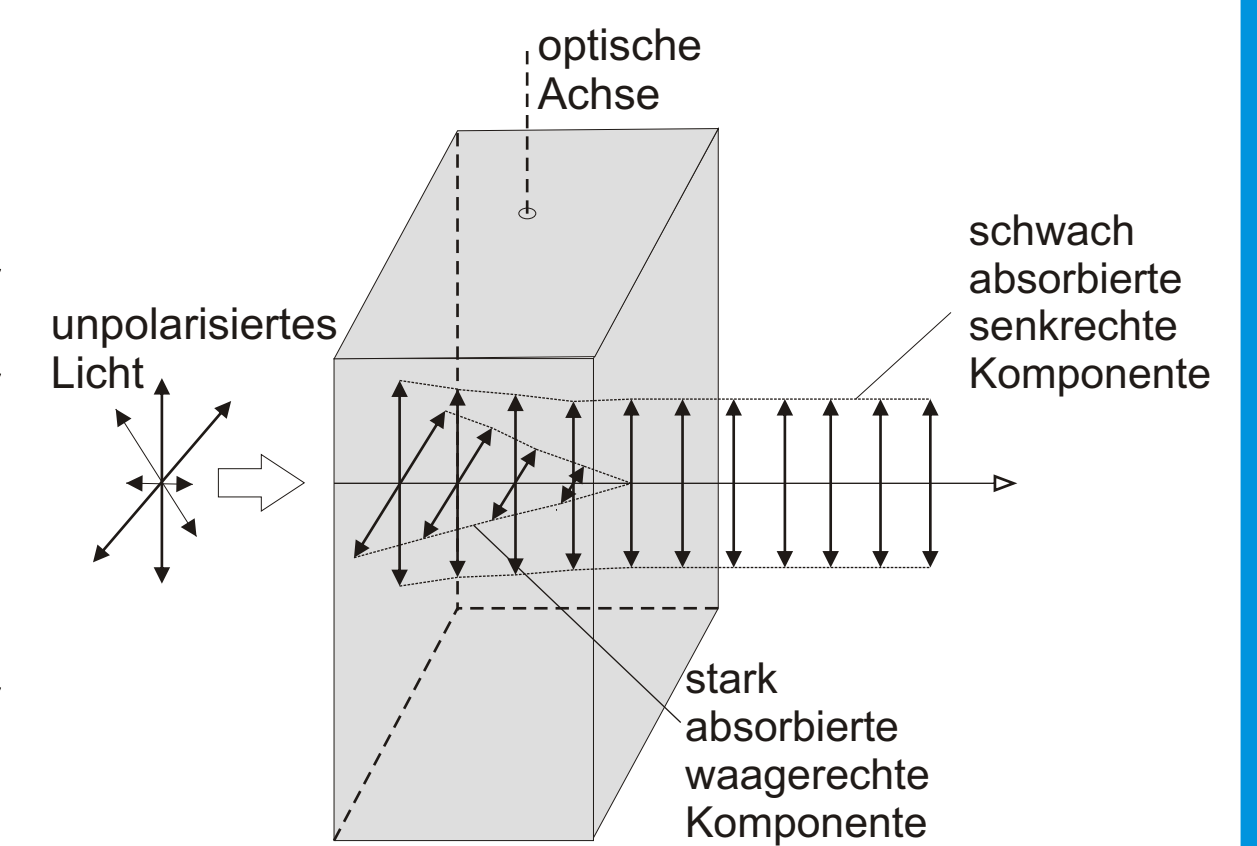 optische
Achse
unpolarisiertes
Licht
schwach
absorbierte
senkrechte
Komponente
stark
absorbierte
waagerechte
Komponente